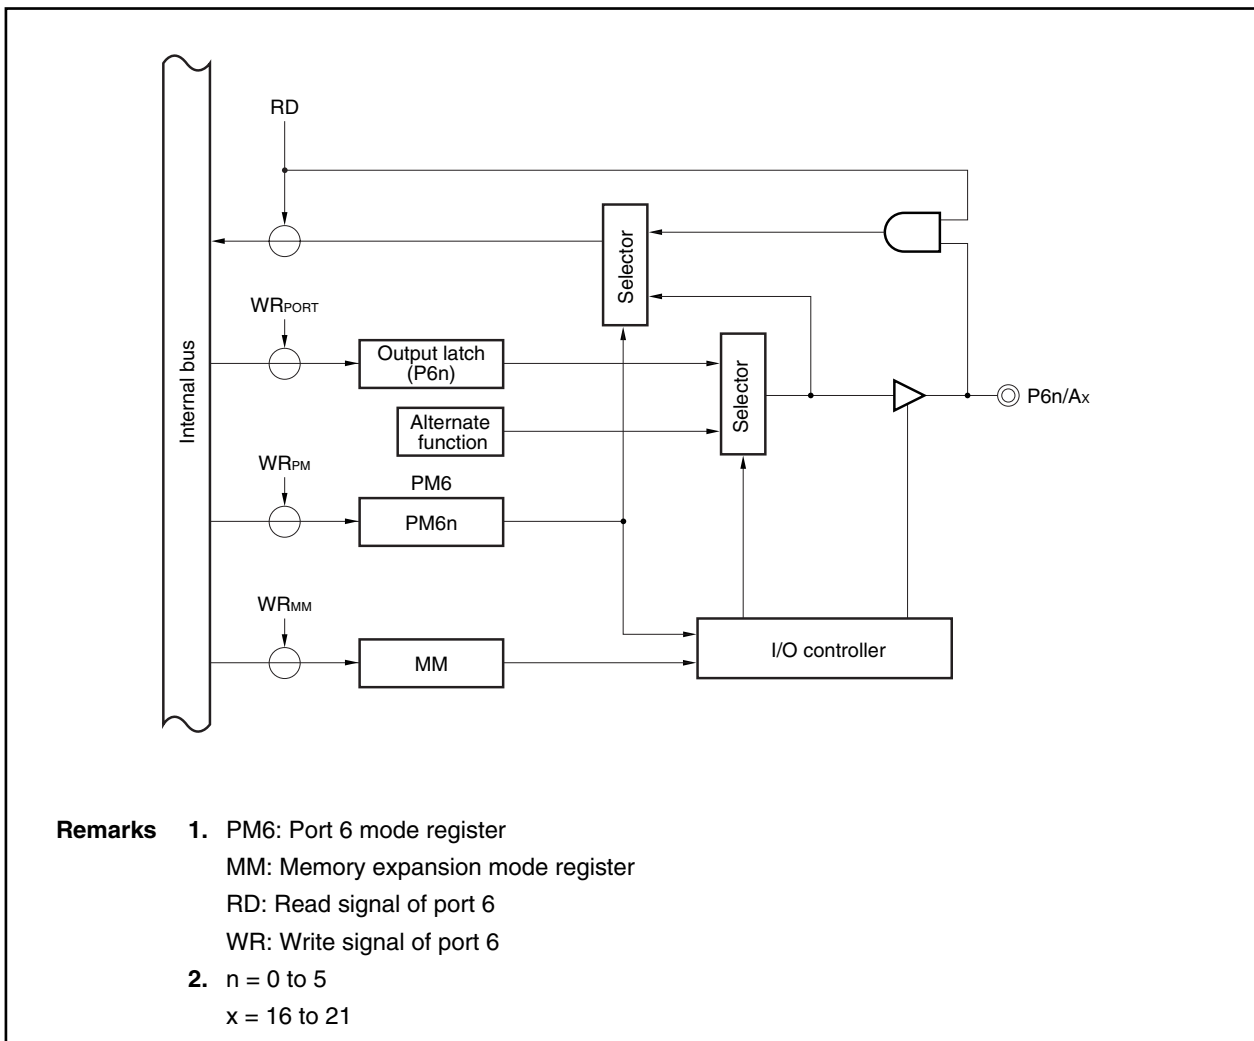 RD
Selector
WRPORT
Output latch
(P6n)
Selector
P6n/Ax
Internal bus
Alternate
function
WRPM
PM6
PM6n
WRMM
MM
I/O controller
Remarks 1. PM6: Port 6 mode register
MM: Memory expansion mode register
RD: Read signal of port 6
WR: Write signal of port 6
2. n = 0 to 5
x = 16 to 21